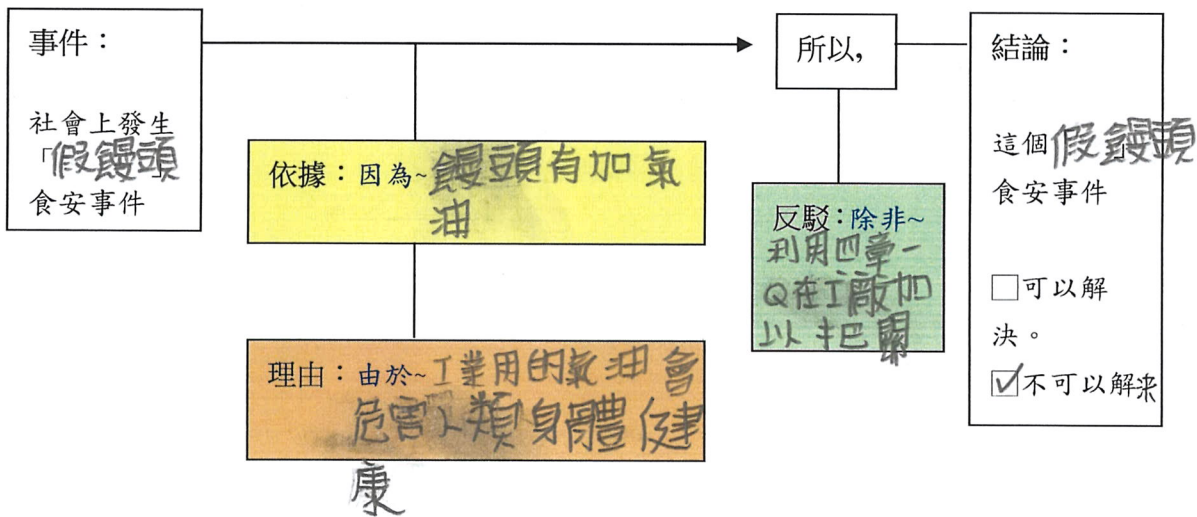 事件：
社會上發生
「假饅頭」
食安事件
依據：因為~饅頭有加氣
油
理由：由於~工業用的氣油會
危害人類身體健
康
所以,
反駁：除非~
利用四章一
Q在工廠加
以把關
結論：
這個假饅頭
食安事件
□可以解
決。
☑不可以解決